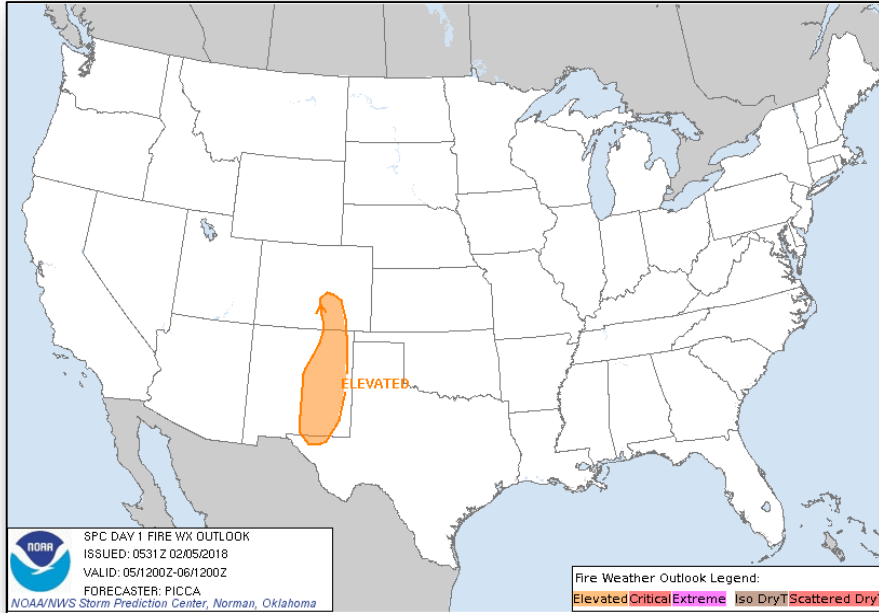 ELEVATED
noaa
SPC DAY 1 FIRE WX OUTLOOK
ISSUED: 0531Z 02/05/2018
VALID: 05/1200Z-06/1200Z
FORECASTER: PICCA
NOAA/NWS Storm Prediction Center, Norman, Oklahoma
Fire Weather Outlook Legend:
Elevated Critical Extreme Iso DryT Scattered DryT